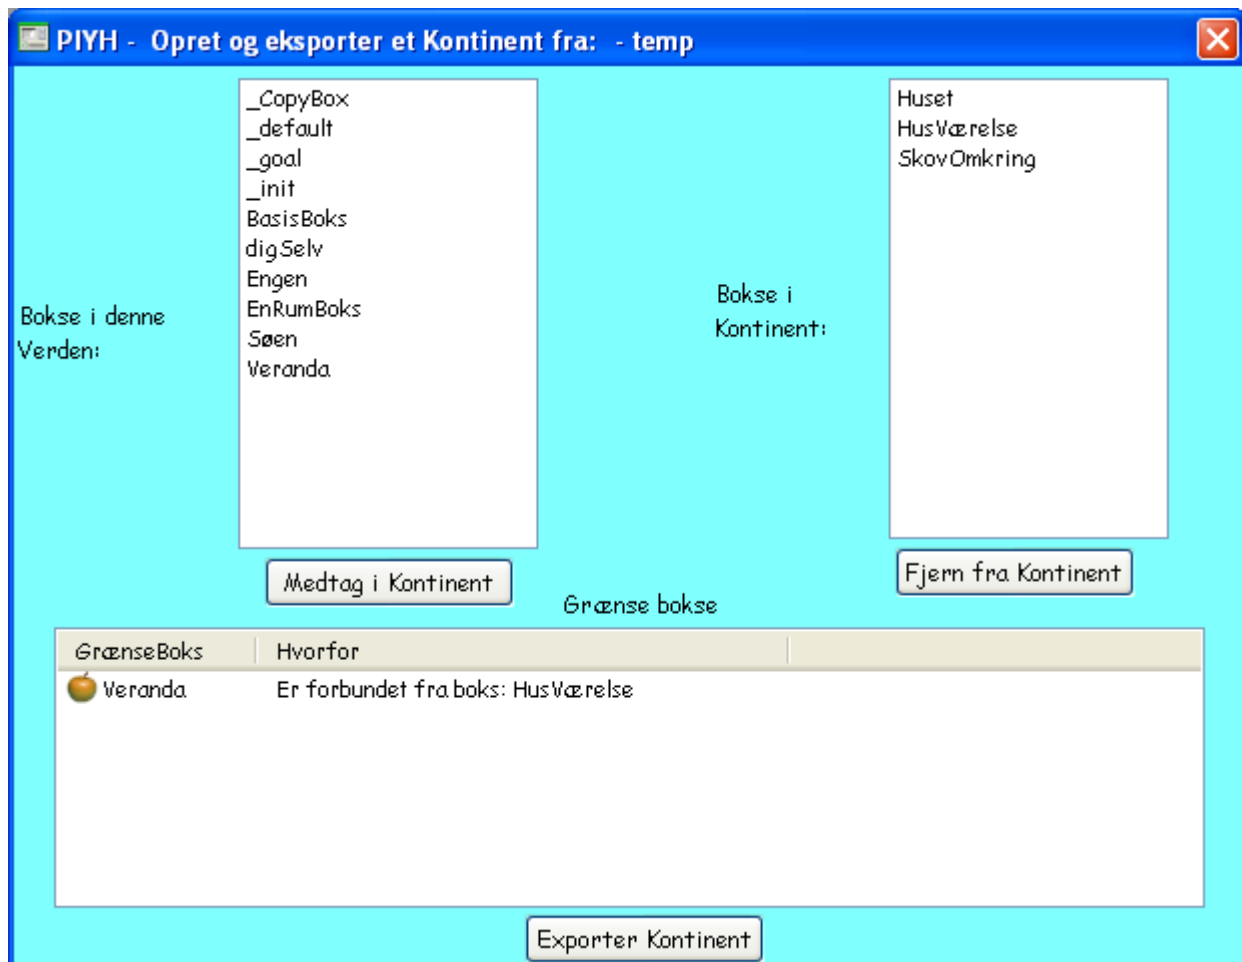 PIYH - Opret og eksporter et Kontinent fra: - temp
Bokse i denne
Verden:
_CopyBox
_default
_goal
_init
BasisBoks
digSelv
Engen
EnRumBoks
Søen
Veranda
Medtag i Kontinent
Bokse i
Kontinent:
Huset
HusVærelse
SkovOmkring
Fjern fra Kontinent
Grænse bokse
GrænseBoks Hvorfor
Veranda Er forbundet fra boks: HusVærelse
Exporter Kontinent